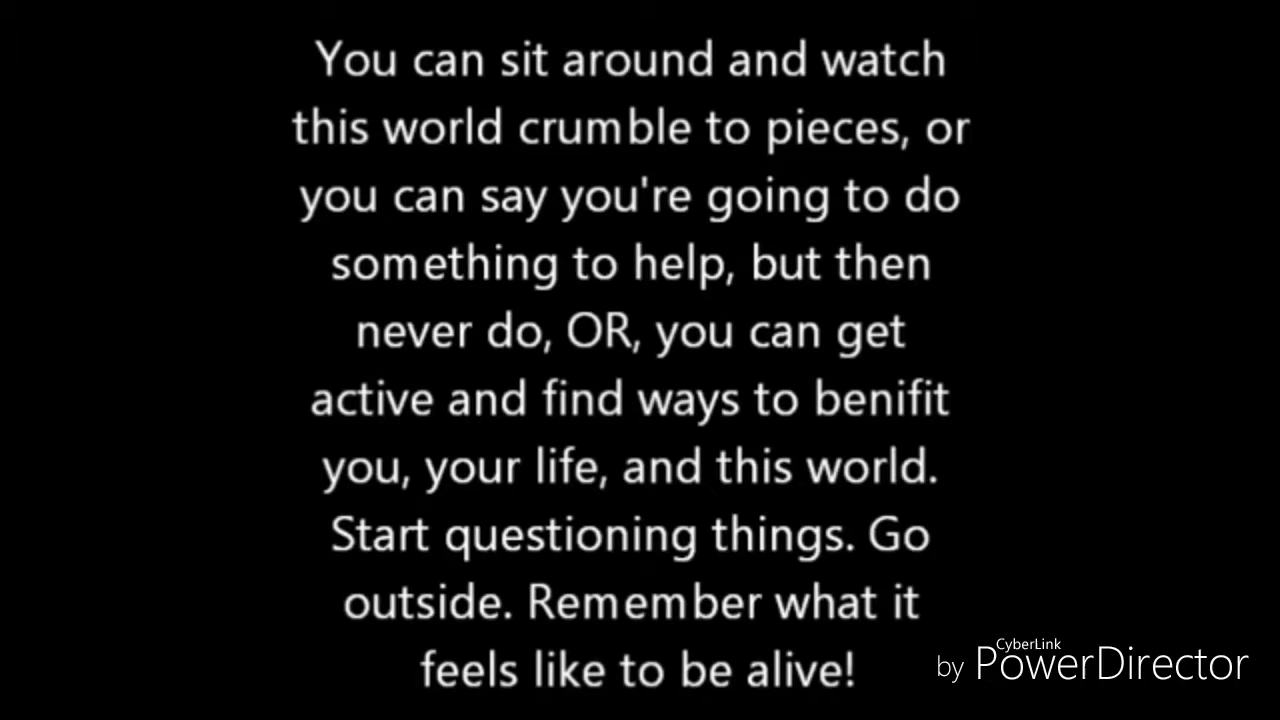 You can sit around and watch
this world crumble to pieces, or
you can say you're going to do
something to help, but then
never do, OR, you can get
active and find ways to benifit
you, your life, and this world.
Start questioning things. Go
outside. Remember what it
feels like to be alive!
CyberLink
by PowerDirector